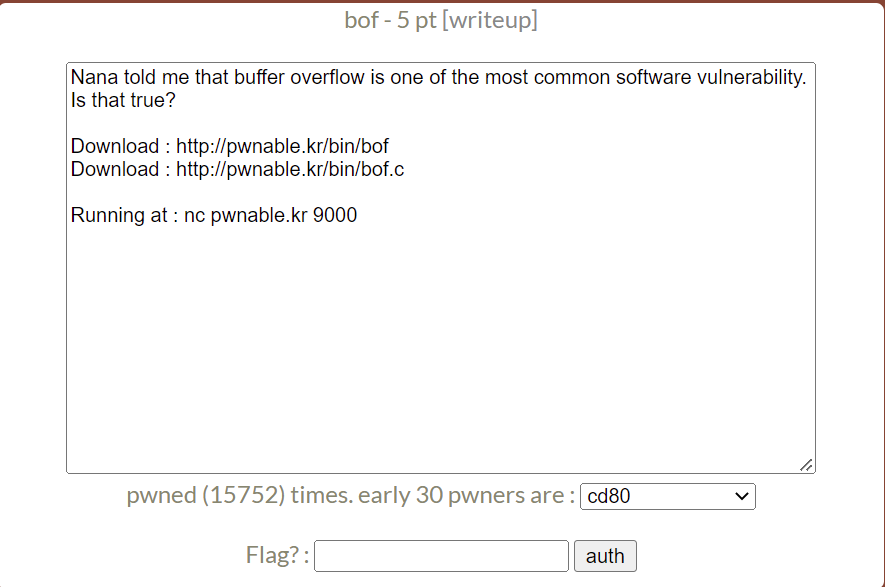 bof - 5 pt [writeup]
Nana told me that buffer overflow is one of the most common software vulnerability.
Is that true?
Download : http://pwnable.kr/bin/bof
Download : http://pwnable.kr/bin/bof.c
Running at : nc pwnable.kr 9000
pwned (15752) times. early 30 pwners are : cd80
Flag? : auth